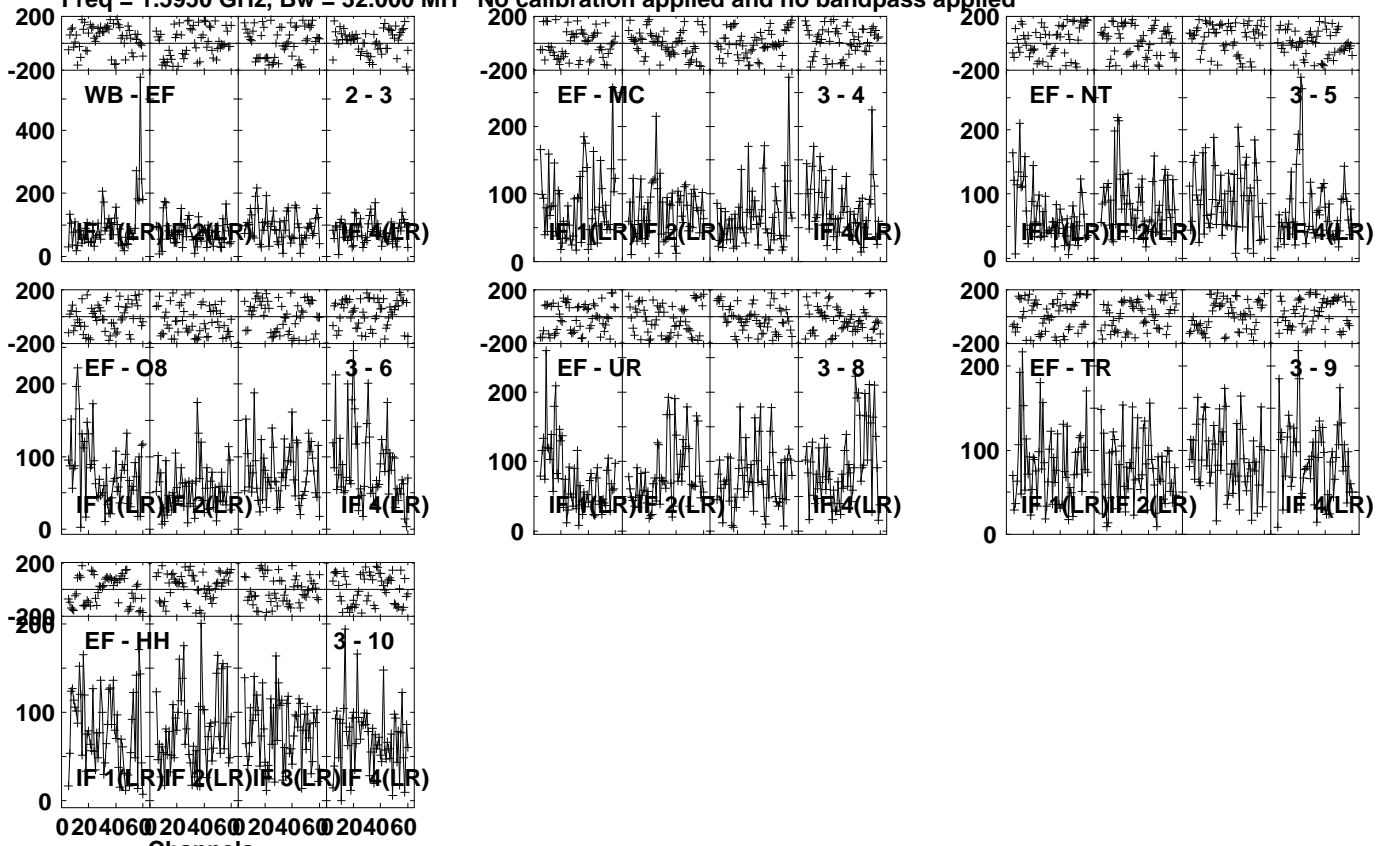 Freq = 1.5950 GHz, Bw = 32.000 MH No calibration applied and no bandpass applied
200
-200
WB - EF 2 - 3
400
200
0
IF 1(LR) IF 2(LR) IF 4(LR)
200
-200
EF - MC 3 - 4
200
100
0
IF 1(LR) IF 2(LR) IF 4(LR)
200
-200
EF - NT 3 - 5
200
100
0
IF 1(LR) IF 2(LR) IF 4(LR)
200
-200
EF - O8 3 - 6
200
100
0
IF 1(LR) IF 2(LR) IF 4(LR)
200
-200
EF - UR 3 - 8
200
100
0
IF 1(LR) IF 2(LR) IF 4(LR)
200
-200
EF - TR 3 - 9
200
100
0
IF 1(LR) IF 2(LR) IF 4(LR)
200
-200
200
EF - HH 3 - 10
100
0
IF 1(LR) IF 2(LR) IF 3(LR) IF 4(LR)
0 20 40 60 0 20 40 60 0 20 40 60 0 20 40 60
Channels